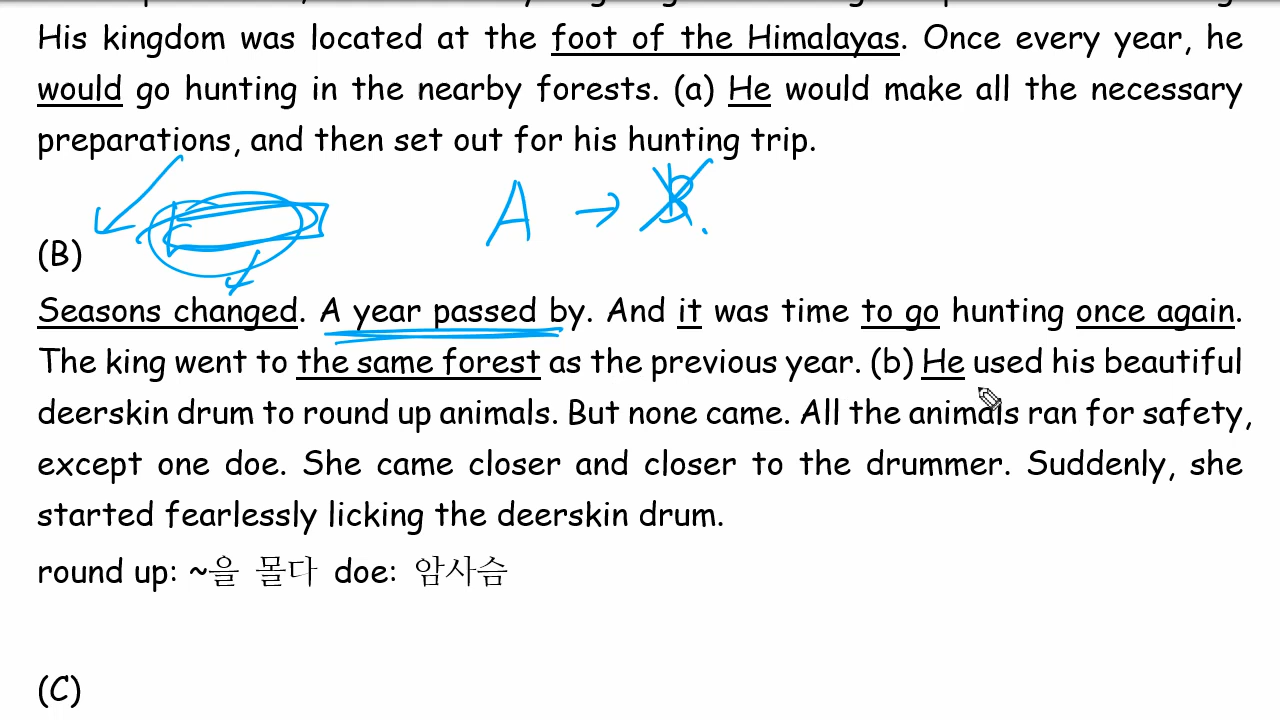 His kingdom was located at the foot of the Himalayas. Once every year, he
would go hunting in the nearby forests. (a) He would make all the necessary
preparations, and then set out for his hunting trip.
A → B.
(B)
Seasons changed. A year passed by. And it was time to go hunting once again.
The king went to the same forest as the previous year. (b) He used his beautiful
deerskin drum to round up animals. But none came. All the animals ran for safety,
except one doe. She came closer and closer to the drummer. Suddenly, she
started fearlessly licking the deerskin drum.
round up: ~을 몰다 doe: 암사슴
(C)